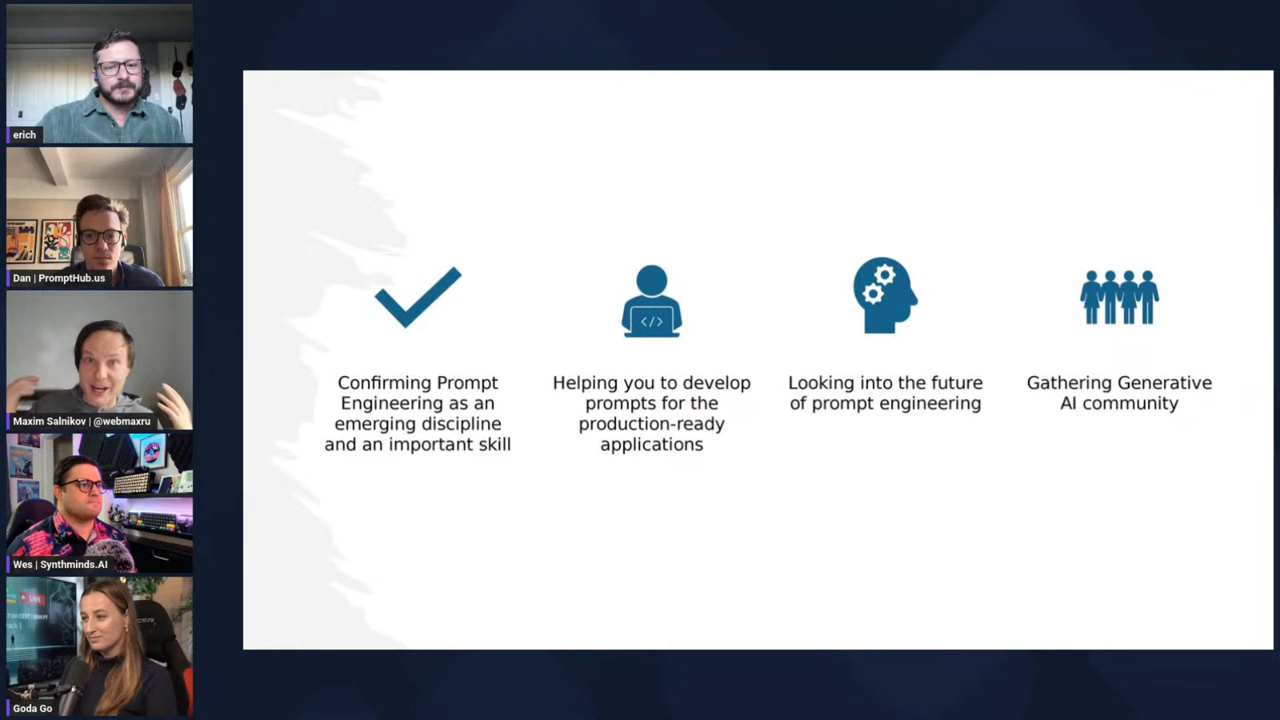 erich
Dan | PromptHub.us
Maxim Salnikov | @webmaxru
Wes | Synthminds.AI
LIVE
Goda Go
Confirming Prompt
Engineering as an
emerging discipline
and an important skill
Helping you to develop
prompts for the
production-ready
applications
</>
Looking into the future
of prompt engineering
Gathering Generative
AI community